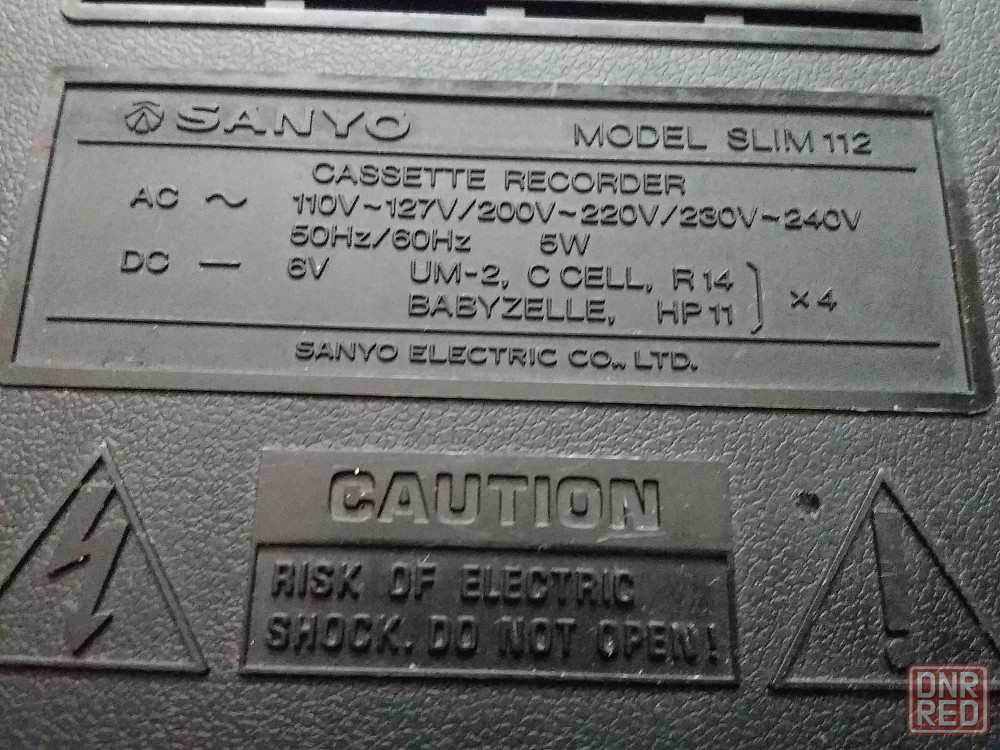 SANYO MODEL SLIM 112
CASSETTE RECORDER
AC ~ 110V~127V/200V~220V/230V~240V
50Hz/60Hz 5W
DC — 6V UM-2, C CELL, R14
BABYZELLE, HP11 ×4
SANYO ELECTRIC CO., LTD.
CAUTION
RISK OF ELECTRIC
SHOCK. DO NOT OPEN!
DNR
RED